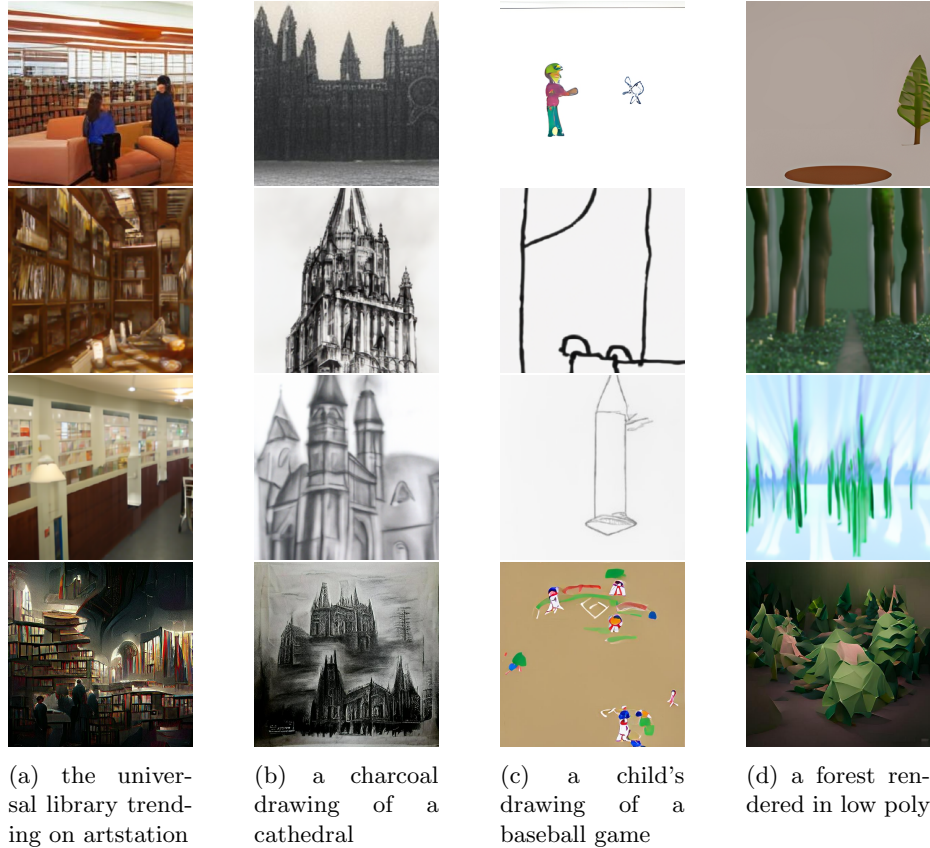 (a) the univer-
sal library trend-
ing on artstation
(b) a charcoal
drawing of a
cathedral
(c) a child's
drawing of a
baseball game
(d) a forest ren-
dered in low poly